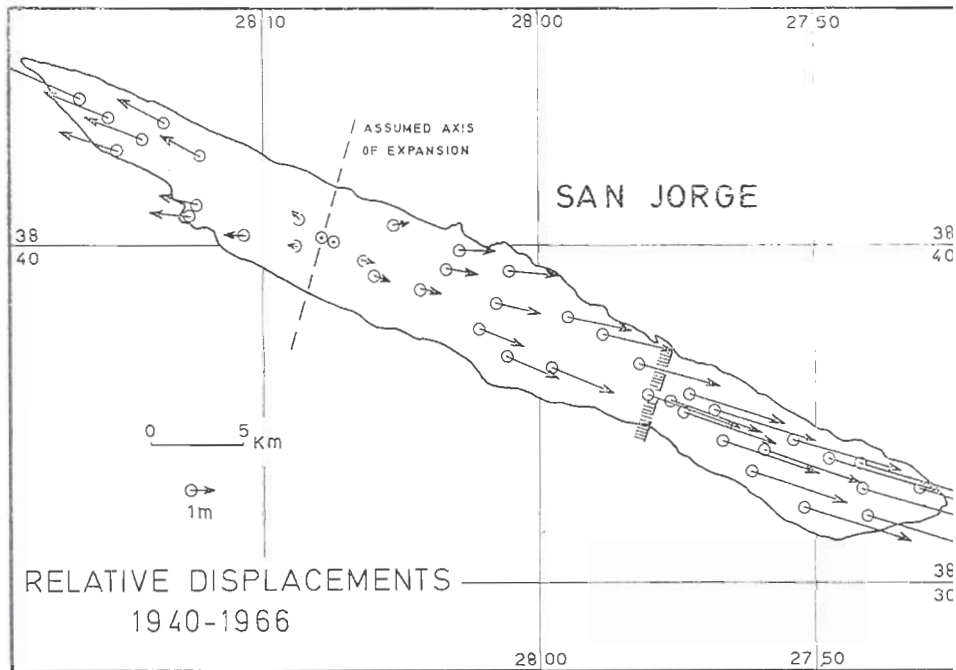 28 10
28 00
27 50
ASSUMED AXIS
OF EXPANSION
SAN JORGE
38
40
38
40
0 5 Km
1m
RELATIVE DISPLACEMENTS
1940-1966
38
30
28 00
27 50